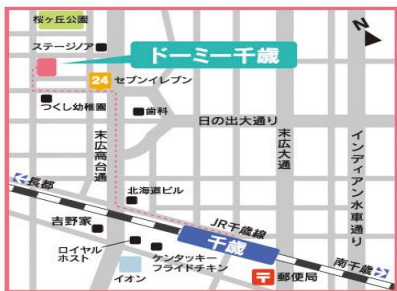 桜ヶ丘公園
N
ステージノア
ドーミー千歳
24
セブンイレブン
つくし幼稚園
歯科
日の出大通り
末広高台通
末広大通
インディアン水車通り
長都
北海道ビル
吉野家
JR千歳線
千歳
ロイヤル
ホスト
ケンタッキー
フライドチキン
南千歳
イオン
〒
郵便局